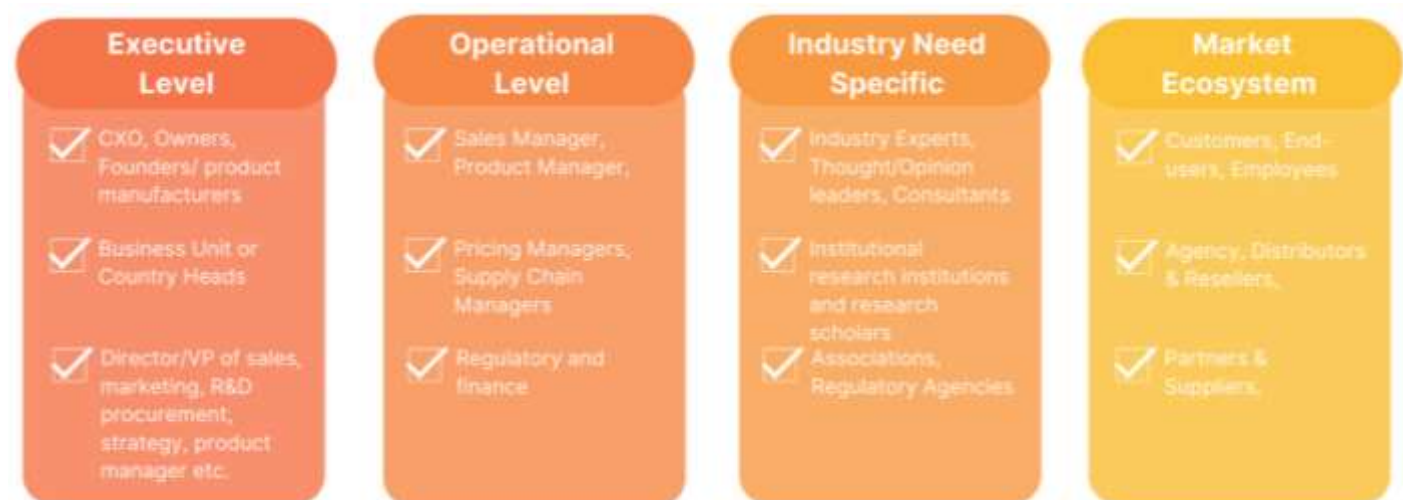 Executive
Level
CXO, Owners,
Founders/ product
manufacturers
Business Unit or
Country Heads
Director/VP of sales,
marketing, R&D
procurement,
strategy, product
manager etc.
Operational
Level
Sales Manager,
Product Manager,
Pricing Managers,
Supply Chain
Managers
Regulatory and
finance
Industry Need
Specific
Industry Experts,
Thought/Opinion
leaders, Consultants
Institutional
research institutions
and research
scholars
Associations,
Regulatory Agencies
Market
Ecosystem
Customers, End-
users, Employees
Agency, Distributors
& Resellers,
Partners &
Suppliers,